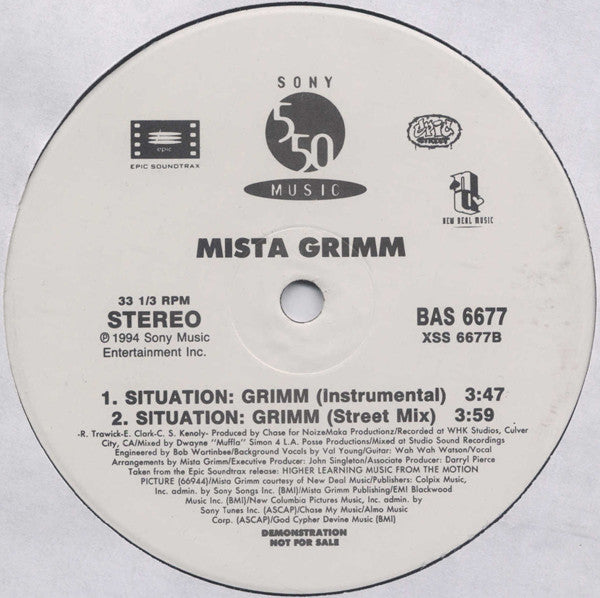 SONY
550
MUSIC
epic
EPIC SOUNDTRAX
epic
STREET
NEW DEAL MUSIC
MISTA GRIMM
33 1/3 RPM
STEREO
℗ 1994 Sony Music
Entertainment Inc.
BAS 6677
XSS 6677B
1. SITUATION: GRIMM (Instrumental) 3:47
2. SITUATION: GRIMM (Street Mix) 3:59
-R. Trawick-E. Clark-C. S. Kenoly- Produced by Chase for NoizeMaka Productionz/Recorded at WHK Studios, Culver
City, CA/Mixed by Dwayne "Muffla" Simon 4 L.A. Posse Productions/Mixed at Studio Sound Recordings
Engineered by Bob Wortinbee/Background Vocals by Val Young/Guitar: Wah Wah Watson/Vocal
Arrangements by Mista Grimm/Executive Producer: John Singleton/Associate Producer: Darryl Pierce
Taken from the Epic Soundtrax release: HIGHER LEARNING MUSIC FROM THE MOTION
PICTURE (66944)/Mista Grimm courtesy of New Deal Music/Publishers: Colpix Music,
Inc. admin. by Sony Songs Inc. (BMI)/Mista Grimm Publishing/EMI Blackwood
Music Inc. (BMI)/New Columbia Pictures Music, Inc. admin. by
Sony Tunes Inc. (ASCAP)/Chase My Music/Almo Music
Corp. (ASCAP)/God Cypher Devine Music (BMI)
DEMONSTRATION
NOT FOR SALE